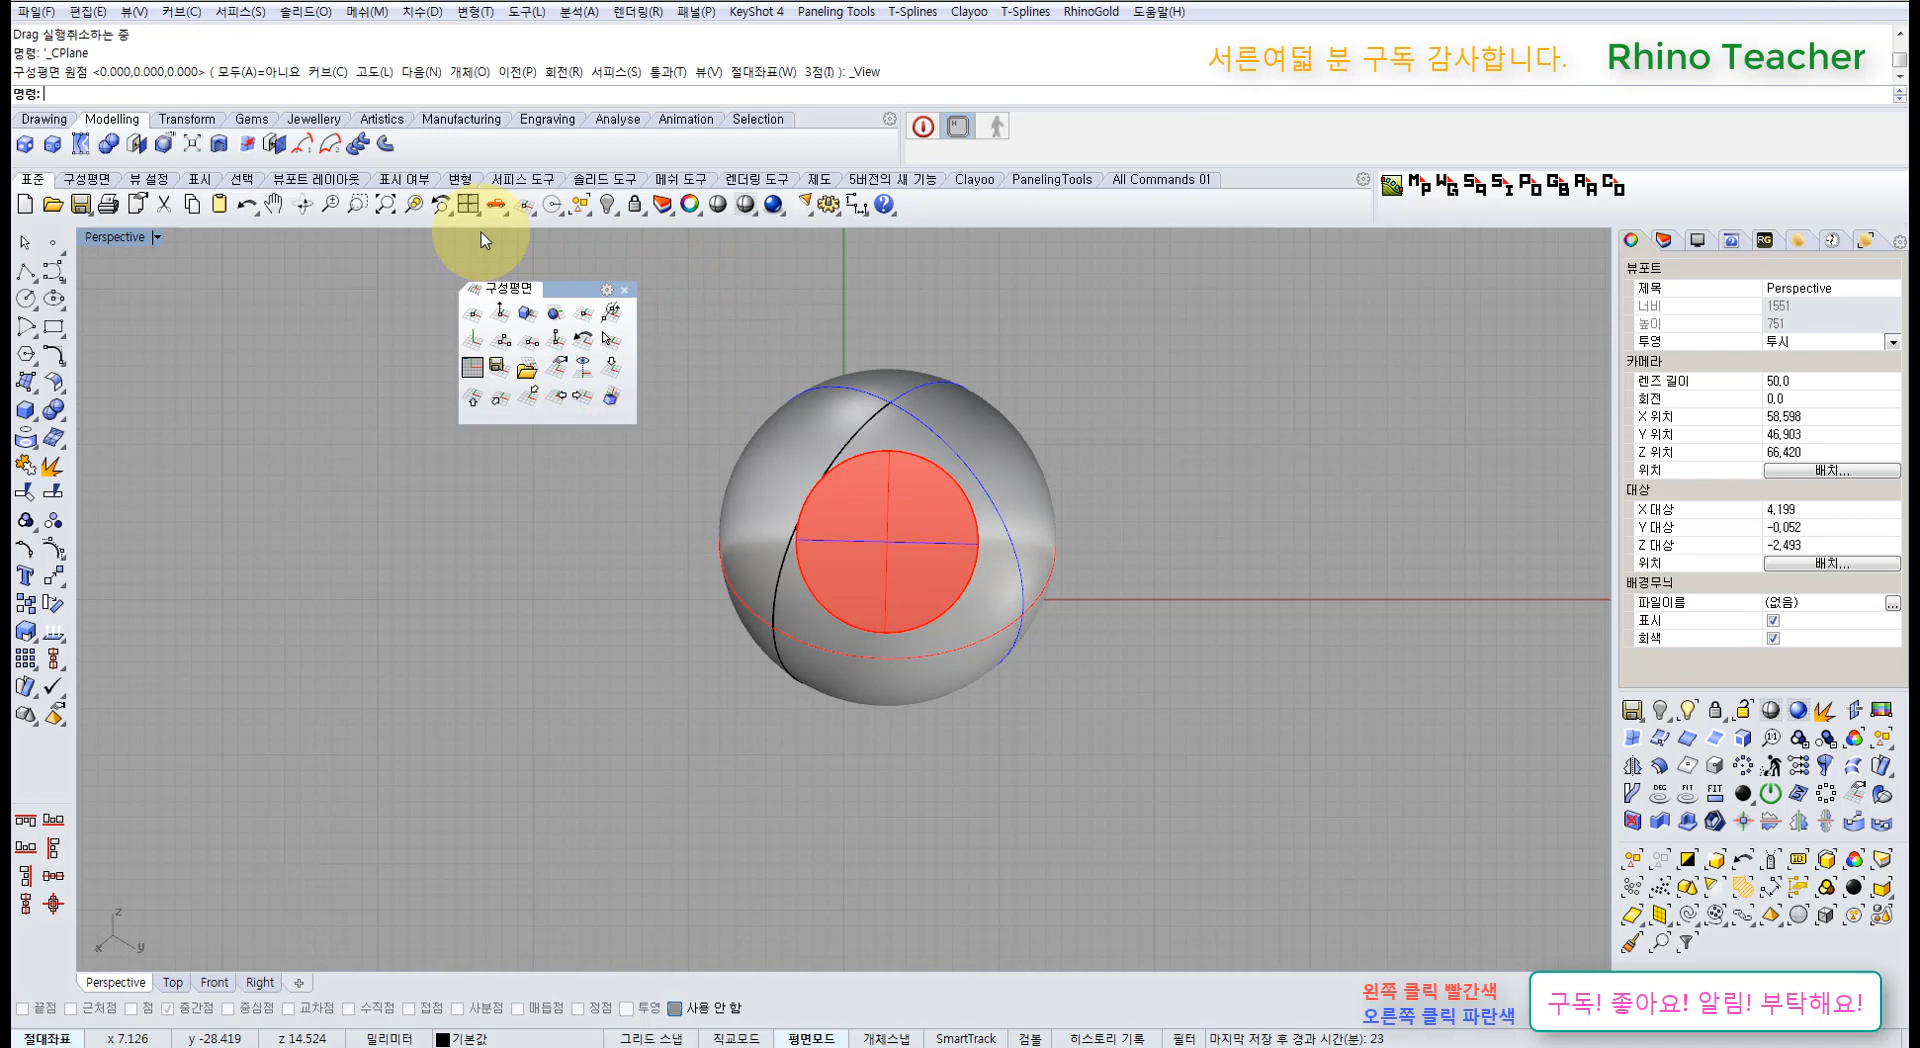 파일(F) 편집(E) 뷰(V) 커브(C) 서피스(S) 솔리드(O) 메쉬(M) 치수(D) 변형(T) 도구(L) 분석(A) 렌더링(R) 패널(P) KeyShot 4 Paneling Tools T-Splines Clayoo T-Splines RhinoGold 도움말(H)
Drag 실행취소하는 중
명령: '_CPlane
구성평면 원점 <0.000,0.000,0.000> ( 모두(A)=아니요 커브(C) 고도(L) 다음(N) 개체(O) 이전(P) 회전(R) 서피스(S) 통과(T) 뷰(V) 절대좌표(W) 3점(I) ): _View
명령:
서른여덟 분 구독 감사합니다.
Rhino Teacher
Drawing Modelling Transform Gems Jewellery Artistics Manufacturing Engraving Analyse Animation Selection
표준 구성평면 뷰 설정 표시 선택 뷰포트 레이아웃 표시 여부 변형 서피스 도구 솔리드 도구 메쉬 도구 렌더링 도구 제도 5버전의 새 기능 Clayoo PanelingTools All Commands 01
Perspective
구성평면
뷰포트
제목 Perspective
너비 1551
높이 751
투영 투시
카메라
렌즈 길이 50.0
회전 0.0
X 위치 58.598
Y 위치 46.903
Z 위치 66.420
위치 배치...
대상
X 대상 4.199
Y 대상 -0.052
Z 대상 -2.493
위치 배치...
배경무늬
파일이름 (없음) ...
표시
회색
z
x y
Perspective Top Front Right
끝점 근처점 점 중간점 중심점 교차점 수직점 접점 사분점 매듭점 정점 투영 사용 안 함
왼쪽 클릭 빨간색
오른쪽 클릭 파란색
구독! 좋아요! 알림! 부탁해요!
절대좌표 x 7.126 y -28.419 z 14.524 밀리미터 기본값 그리드 스냅 직교모드 평면모드 개체스냅 SmartTrack 검볼 히스토리 기록 필터 마지막 저장 후 경과 시간(분): 23